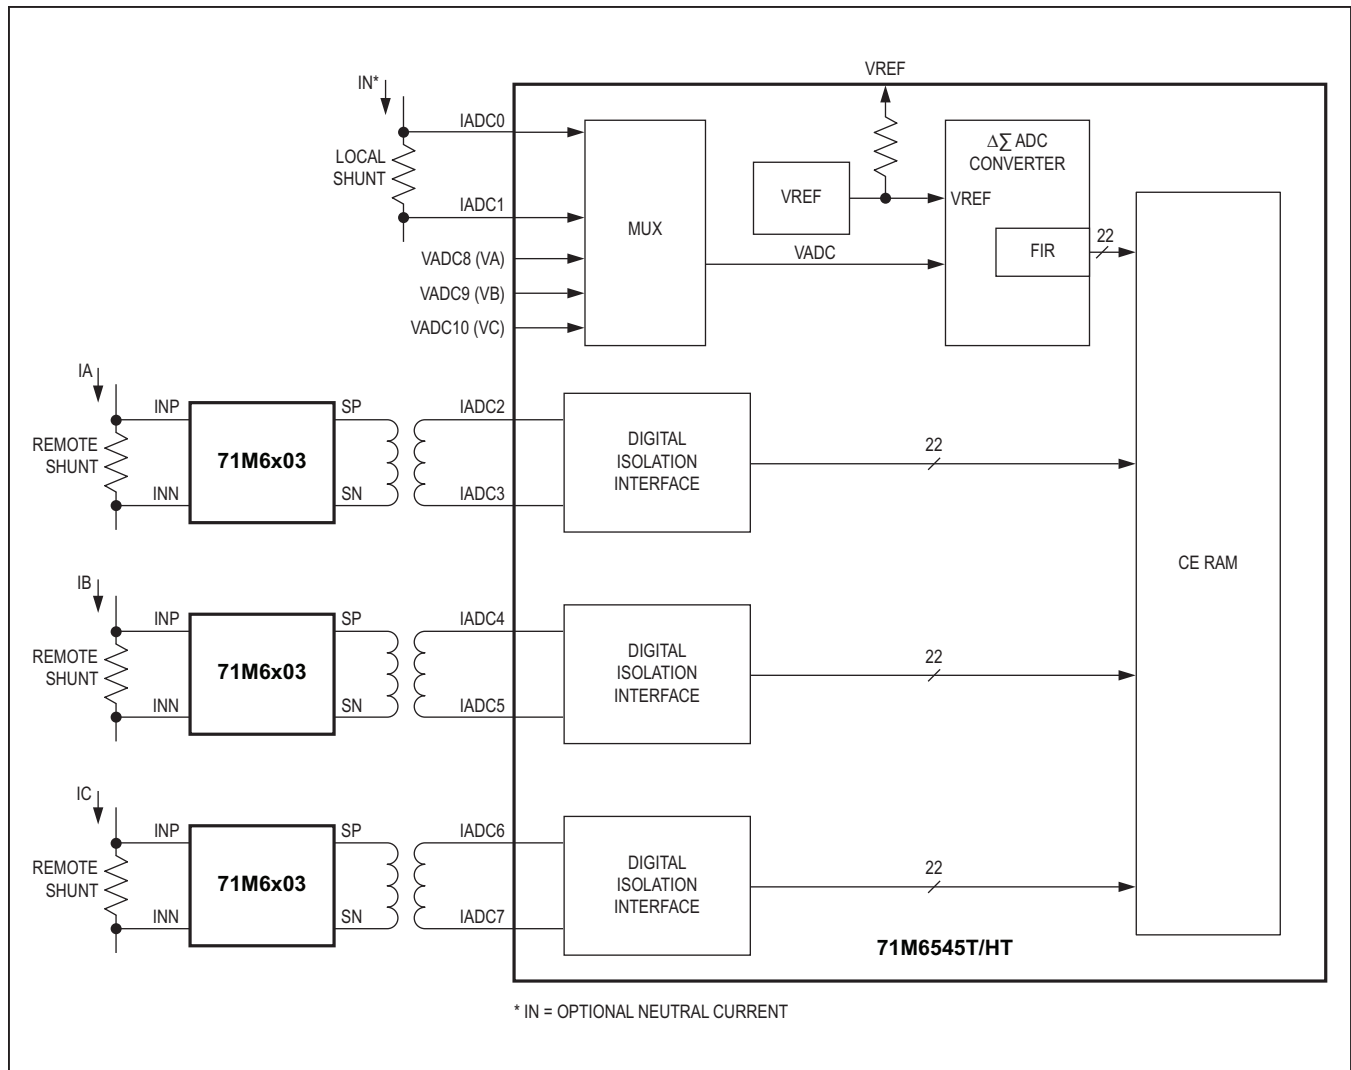 VREF
IN*
IADC0
LOCAL
SHUNT
IADC1
VADC8 (VA)
VADC9 (VB)
VADC10 (VC)
MUX
VREF
VADC
Δ∑ ADC
CONVERTER
VREF
FIR
22
CE RAM
IA
REMOTE
SHUNT
INP
INN
71M6x03
SP
SN
IADC2
IADC3
DIGITAL
ISOLATION
INTERFACE
22
IB
REMOTE
SHUNT
INP
INN
71M6x03
SP
SN
IADC4
IADC5
DIGITAL
ISOLATION
INTERFACE
22
IC
REMOTE
SHUNT
INP
INN
71M6x03
SP
SN
IADC6
IADC7
DIGITAL
ISOLATION
INTERFACE
22
71M6545T/HT
* IN = OPTIONAL NEUTRAL CURRENT